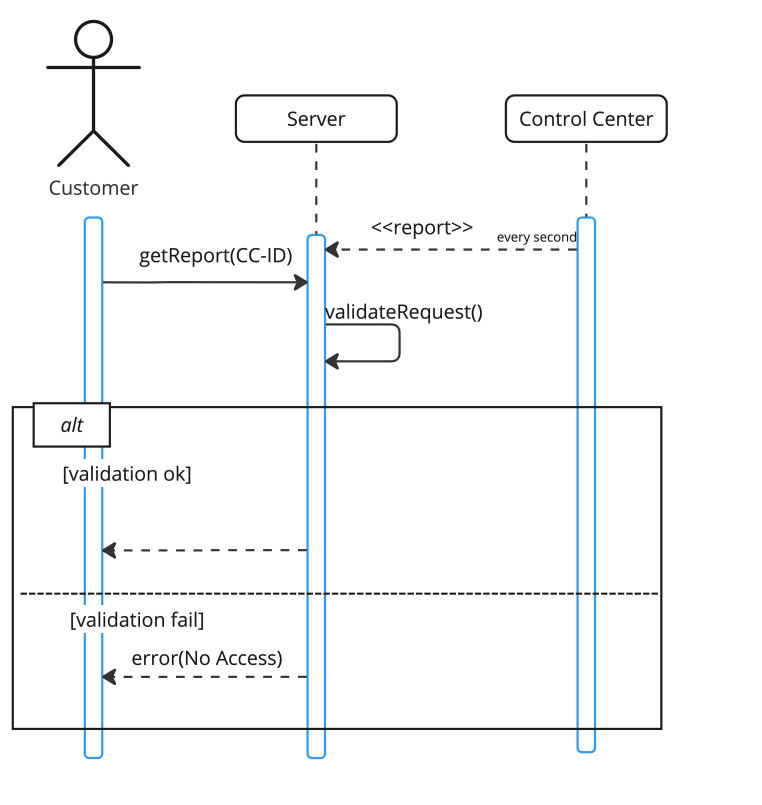 Server
Control Center
Customer
<<report>>
every second
getReport(CC-ID)
validateRequest()
alt
[validation ok]
[validation fail]
error(No Access)